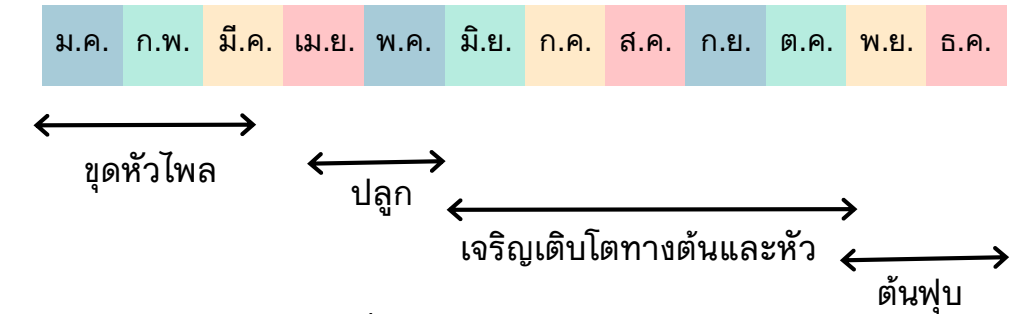 ม.ค. ก.พ. มี.ค. เม.ย. พ.ค. มิ.ย. ก.ค. ส.ค. ก.ย. ต.ค. พ.ย. ธ.ค.
ขุดหัวไพล
ปลูก
เจริญเติบโตทางต้นและหัว
ต้นฟุบ